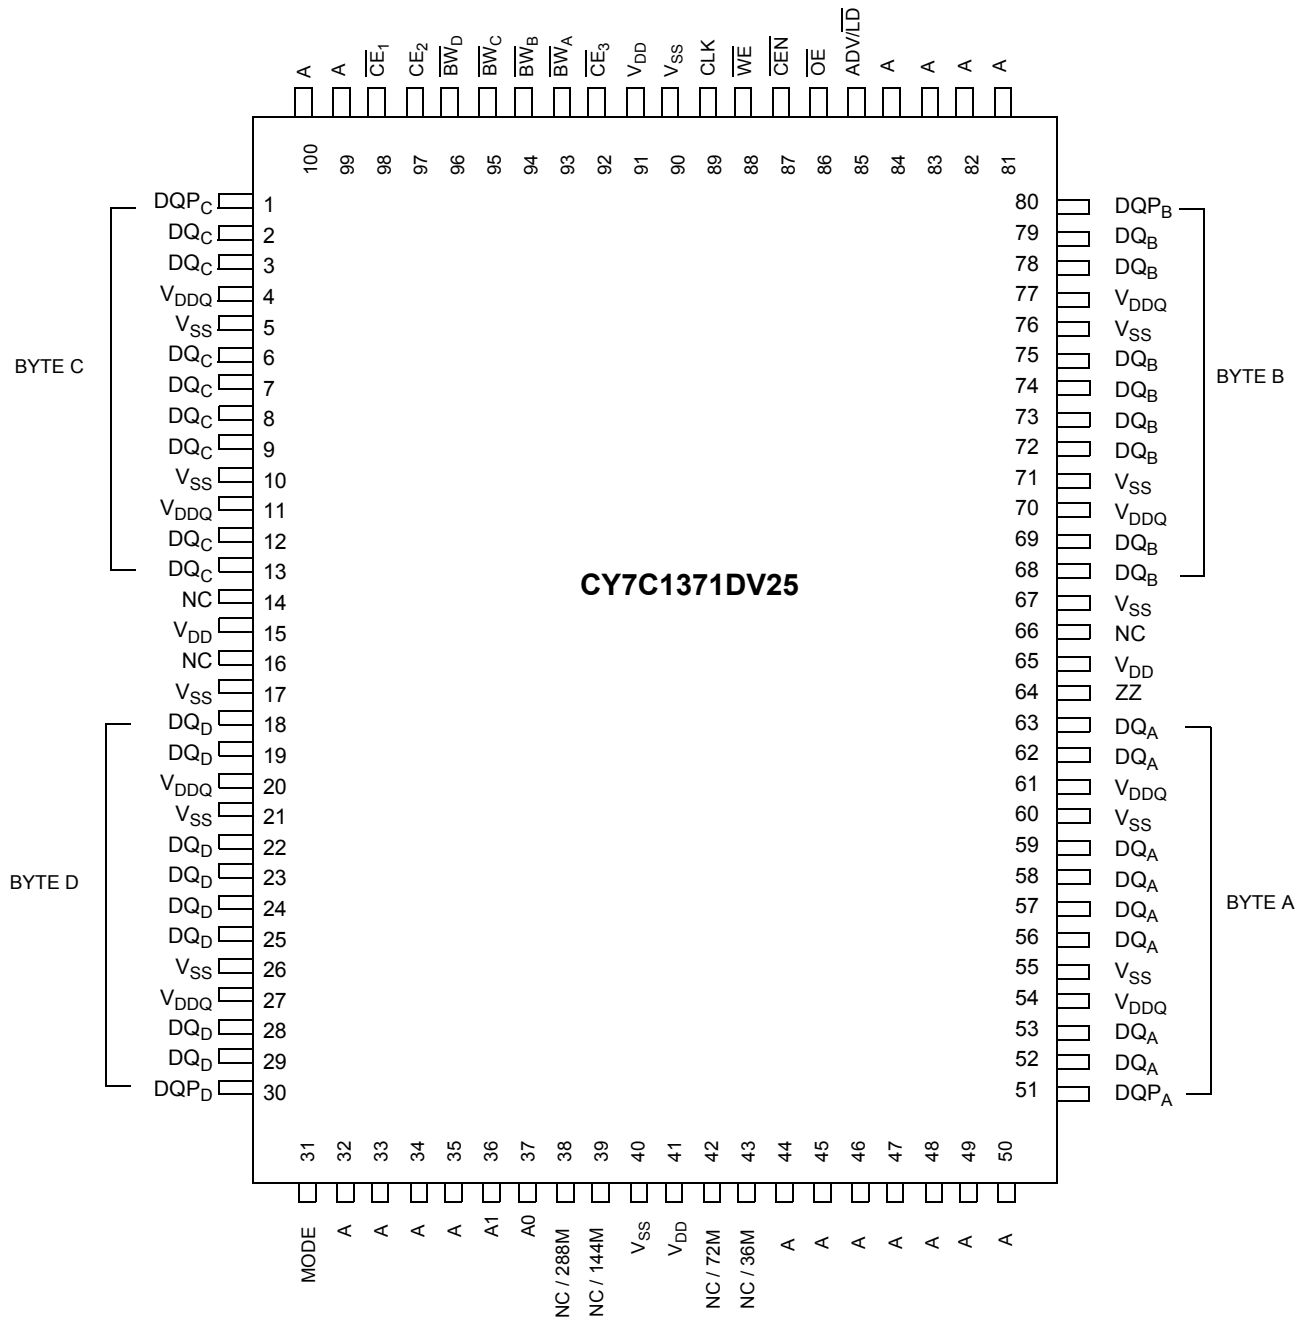 A A CE1 CE2 BWD BWC BWB BWA CE3 VDD VSS CLK WE CEN OE ADV/LD A A A A
100 99 98 97 96 95 94 93 92 91 90 89 88 87 86 85 84 83 82 81
DQPC 1
DQC 2
DQC 3
VDDQ 4
VSS 5
DQC 6
DQC 7
DQC 8
DQC 9
VSS 10
VDDQ 11
DQC 12
DQC 13
NC 14
VDD 15
NC 16
VSS 17
DQD 18
DQD 19
VDDQ 20
VSS 21
DQD 22
DQD 23
DQD 24
DQD 25
VSS 26
VDDQ 27
DQD 28
DQD 29
DQPD 30
BYTE C
BYTE D
CY7C1371DV25
80 DQPB
79 DQB
78 DQB
77 VDDQ
76 VSS
75 DQB
74 DQB
73 DQB
72 DQB
71 VSS
70 VDDQ
69 DQB
68 DQB
67 VSS
66 NC
65 VDD
64 ZZ
63 DQA
62 DQA
61 VDDQ
60 VSS
59 DQA
58 DQA
57 DQA
56 DQA
55 VSS
54 VDDQ
53 DQA
52 DQA
51 DQPA
BYTE B
BYTE A
31 32 33 34 35 36 37 38 39 40 41 42 43 44 45 46 47 48 49 50
MODE A A A A A1 A0 NC / 288M NC / 144M VSS VDD NC / 72M NC / 36M A A A A A A A